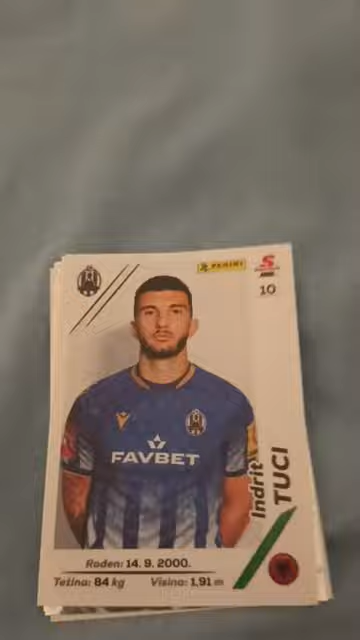 PANINI
10
FAVBET
Indrit
TUCI
Rođen: 14. 9. 2000.
Težina: 84 kg
Visina: 1,91 m